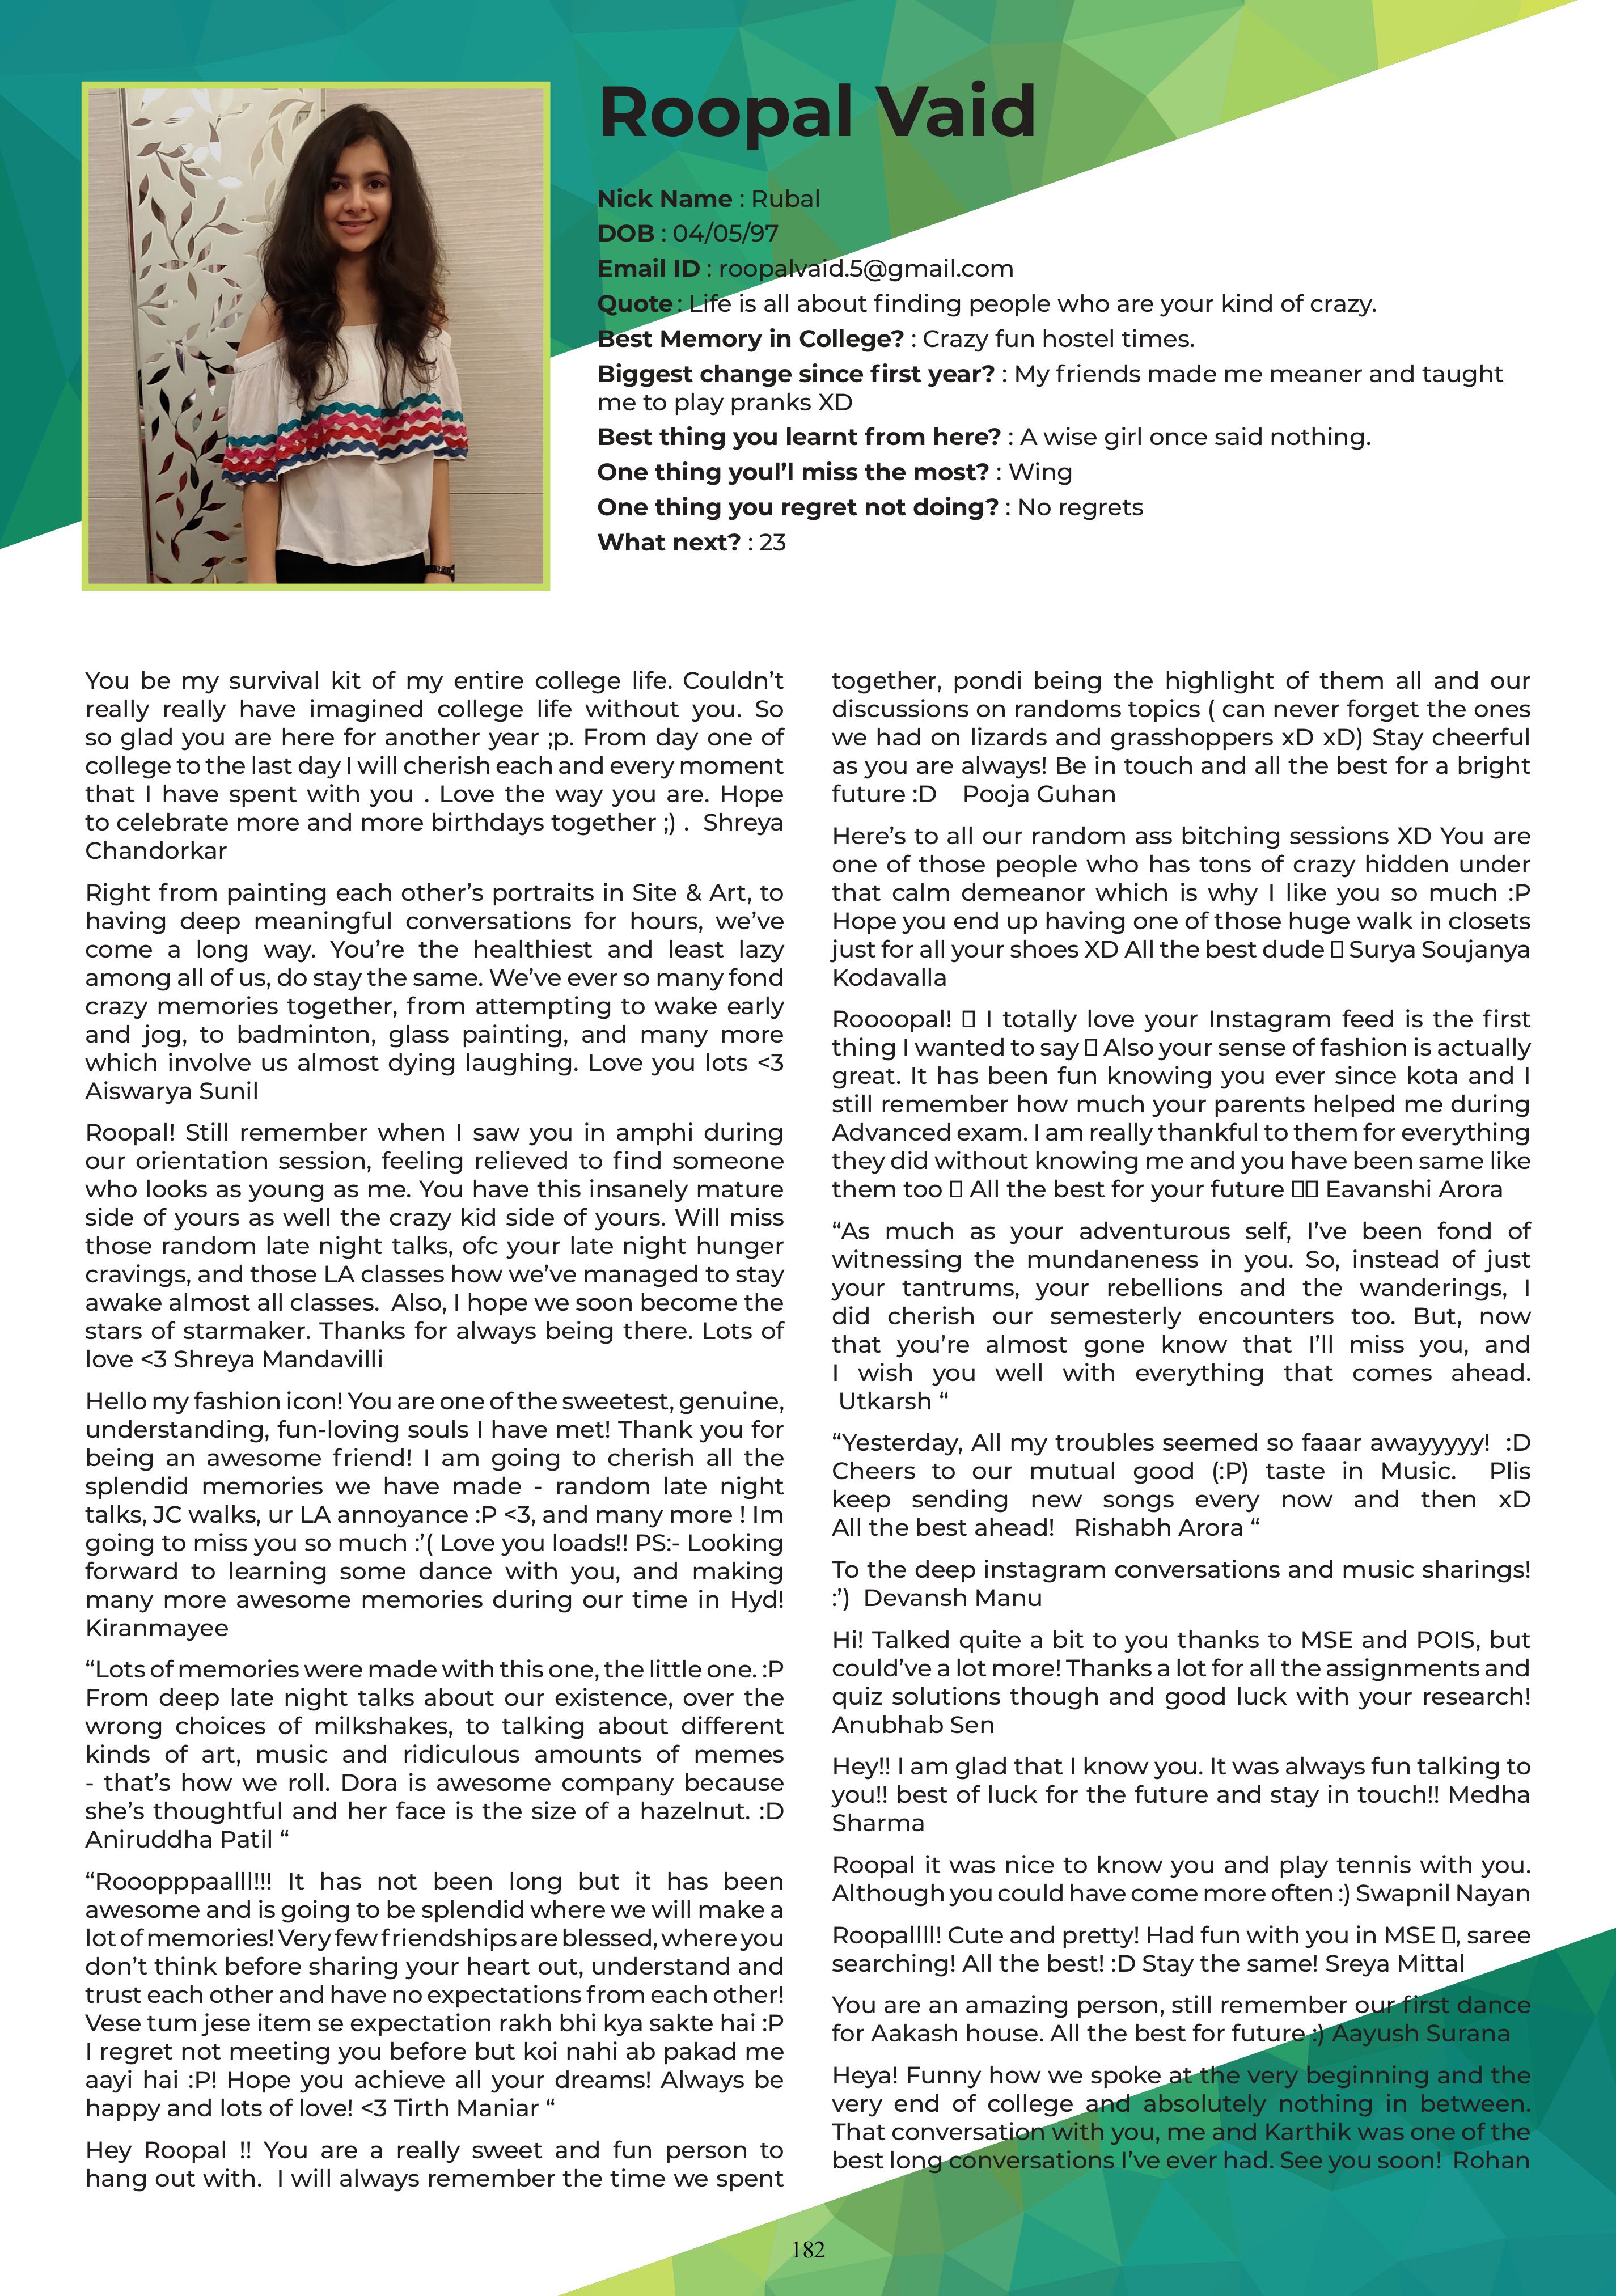 Roopal Vaid
Nick Name : Rubal
DOB : 04/05/97
Email ID : roopalvaid.5@gmail.com
Quote : Life is all about finding people who are your kind of crazy.
Best Memory in College? : Crazy fun hostel times.
Biggest change since first year? : My friends made me meaner and taught
me to play pranks XD
Best thing you learnt from here? : A wise girl once said nothing.
One thing youl’l miss the most? : Wing
One thing you regret not doing? : No regrets
What next? : 23
You be my survival kit of my entire college life. Couldn’t
really really have imagined college life without you. So
so glad you are here for another year ;p. From day one of
college to the last day I will cherish each and every moment
that I have spent with you . Love the way you are. Hope
to celebrate more and more birthdays together ;) .  Shreya
Chandorkar
Right from painting each other’s portraits in Site & Art, to
having deep meaningful conversations for hours, we’ve
come a long way. You’re the healthiest and least lazy
among all of us, do stay the same. We’ve ever so many fond
crazy memories together, from attempting to wake early
and jog, to badminton, glass painting, and many more
which involve us almost dying laughing. Love you lots <3
Aiswarya Sunil
Roopal! Still remember when I saw you in amphi during
our orientation session, feeling relieved to find someone
who looks as young as me. You have this insanely mature
side of yours as well the crazy kid side of yours. Will miss
those random late night talks, ofc your late night hunger
cravings, and those LA classes how we’ve managed to stay
awake almost all classes.  Also, I hope we soon become the
stars of starmaker. Thanks for always being there. Lots of
love <3 Shreya Mandavilli
Hello my fashion icon! You are one of the sweetest, genuine,
understanding, fun-loving souls I have met! Thank you for
being an awesome friend! I am going to cherish all the
splendid memories we have made - random late night
talks, JC walks, ur LA annoyance :P <3, and many more ! Im
going to miss you so much :’( Love you loads!! PS:- Looking
forward to learning some dance with you, and making
many more awesome memories during our time in Hyd!
Kiranmayee
“Lots of memories were made with this one, the little one. :P
From deep late night talks about our existence, over the
wrong choices of milkshakes, to talking about different
kinds of art, music and ridiculous amounts of memes
- that’s how we roll. Dora is awesome company because
she’s thoughtful and her face is the size of a hazelnut. :D
Aniruddha Patil “
“Rooopppaalll!!! It has not been long but it has been
awesome and is going to be splendid where we will make a
lot of memories! Very few friendships are blessed, where you
don’t think before sharing your heart out, understand and
trust each other and have no expectations from each other!
Vese tum jese item se expectation rakh bhi kya sakte hai :P
I regret not meeting you before but koi nahi ab pakad me
aayi hai :P! Hope you achieve all your dreams! Always be
happy and lots of love! <3 Tirth Maniar “
Hey Roopal !! You are a really sweet and fun person to
hang out with.  I will always remember the time we spent
together, pondi being the highlight of them all and our
discussions on randoms topics ( can never forget the ones
we had on lizards and grasshoppers xD xD) Stay cheerful
as you are always! Be in touch and all the best for a bright
future :D    Pooja Guhan
Here’s to all our random ass bitching sessions XD You are
one of those people who has tons of crazy hidden under
that calm demeanor which is why I like you so much :P
Hope you end up having one of those huge walk in closets
just for all your shoes XD All the best dude ▯ Surya Soujanya
Kodavalla
Roooopal! ▯ I totally love your Instagram feed is the first
thing I wanted to say ▯ Also your sense of fashion is actually
great. It has been fun knowing you ever since kota and I
still remember how much your parents helped me during
Advanced exam. I am really thankful to them for everything
they did without knowing me and you have been same like
them too ▯ All the best for your future ▯▯ Eavanshi Arora
“As much as your adventurous self, I’ve been fond of
witnessing the mundaneness in you. So, instead of just
your tantrums, your rebellions and the wanderings, I
did cherish our semesterly encounters too. But, now
that you’re almost gone know that I’ll miss you, and
I wish you well with everything that comes ahead.
Utkarsh “
“Yesterday, All my troubles seemed so faaar awayyyyy!  :D
Cheers to our mutual good (:P) taste in Music.  Plis
keep sending new songs every now and then xD
All the best ahead!   Rishabh Arora “
To the deep instagram conversations and music sharings!
:’)  Devansh Manu
Hi! Talked quite a bit to you thanks to MSE and POIS, but
could’ve a lot more! Thanks a lot for all the assignments and
quiz solutions though and good luck with your research!
Anubhab Sen
Hey!! I am glad that I know you. It was always fun talking to
you!! best of luck for the future and stay in touch!! Medha
Sharma
Roopal it was nice to know you and play tennis with you.
Although you could have come more often :) Swapnil Nayan
Roopallll! Cute and pretty! Had fun with you in MSE ▯, saree
searching! All the best! :D Stay the same! Sreya Mittal
You are an amazing person, still remember our first dance
for Aakash house. All the best for future :) Aayush Surana
Heya! Funny how we spoke at the very beginning and the
very end of college and absolutely nothing in between.
That conversation with you, me and Karthik was one of the
best long conversations I’ve ever had. See you soon!  Rohan
182